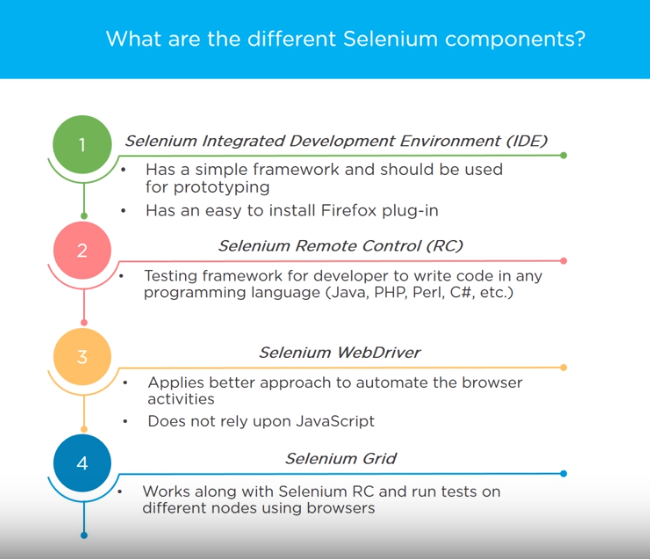 What are the different Selenium components?
1
Selenium Integrated Development Environment (IDE)
• Has a simple framework and should be used
for prototyping
• Has an easy to install Firefox plug-in
2
Selenium Remote Control (RC)
• Testing framework for developer to write code in any
programming language (Java, PHP, Perl, C#, etc.)
3
Selenium WebDriver
• Applies better approach to automate the browser
activities
• Does not rely upon JavaScript
4
Selenium Grid
• Works along with Selenium RC and run tests on
different nodes using browsers